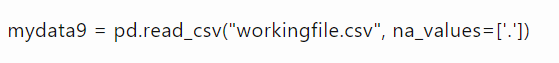 mydata9 = pd.read_csv("workingfile.csv", na_values=['.'])